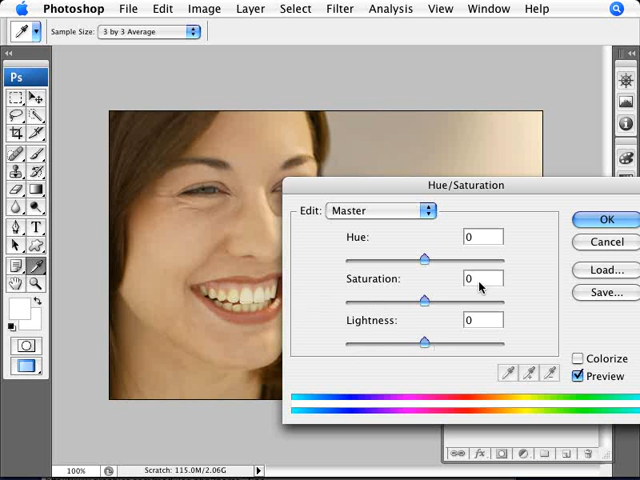 Photoshop File Edit Image Layer Select Filter Analysis View Window Help
Sample Size: 3 by 3 Average
Ps
Hue/Saturation
Edit: Master
OK
Hue: 0
Cancel
Load...
Saturation: 0
Save...
Lightness: 0
Colorize
Preview
T
fx
100% Scratch: 115.0M/2.06G